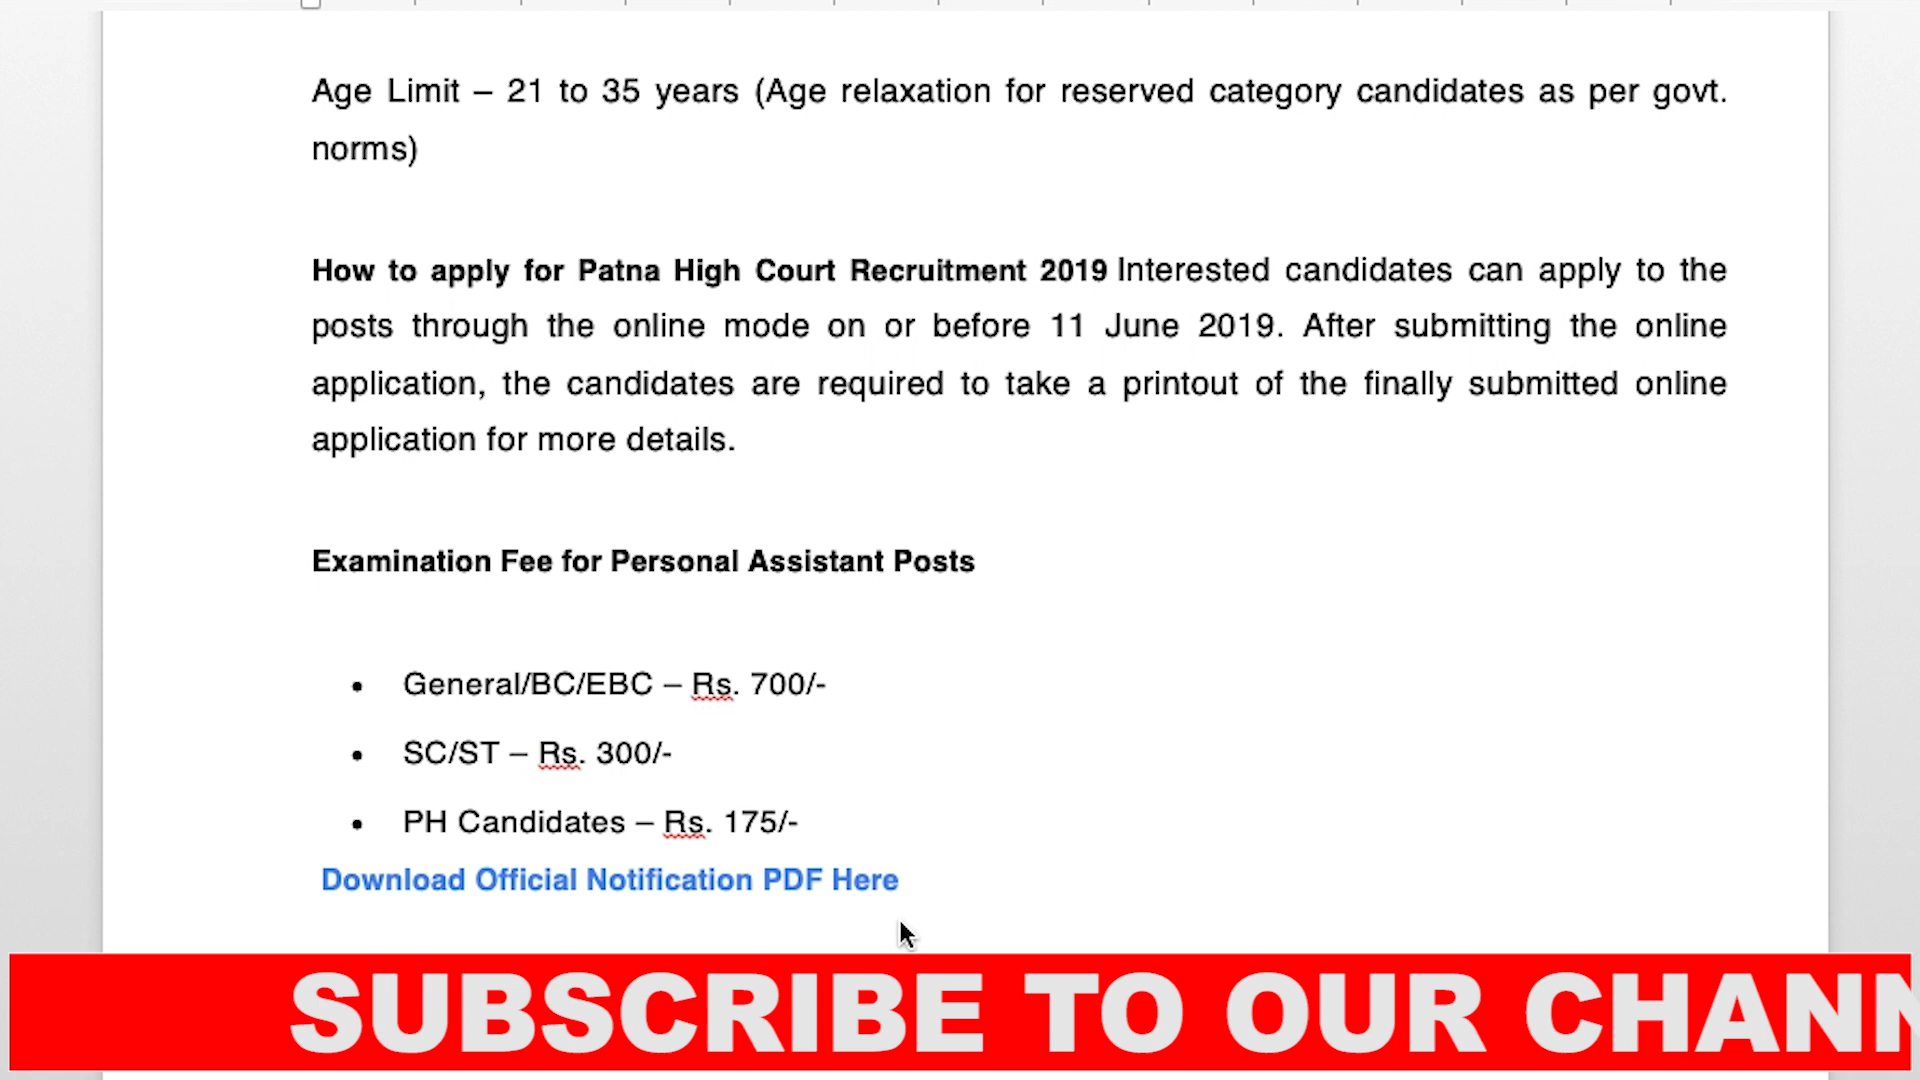 Age Limit – 21 to 35 years (Age relaxation for reserved category candidates as per govt.
norms)
How to apply for Patna High Court Recruitment 2019 Interested candidates can apply to the
posts through the online mode on or before 11 June 2019. After submitting the online
application, the candidates are required to take a printout of the finally submitted online
application for more details.
Examination Fee for Personal Assistant Posts
• General/BC/EBC – Rs. 700/-
• SC/ST – Rs. 300/-
• PH Candidates – Rs. 175/-
Download Official Notification PDF Here
SUBSCRIBE TO OUR CHANN